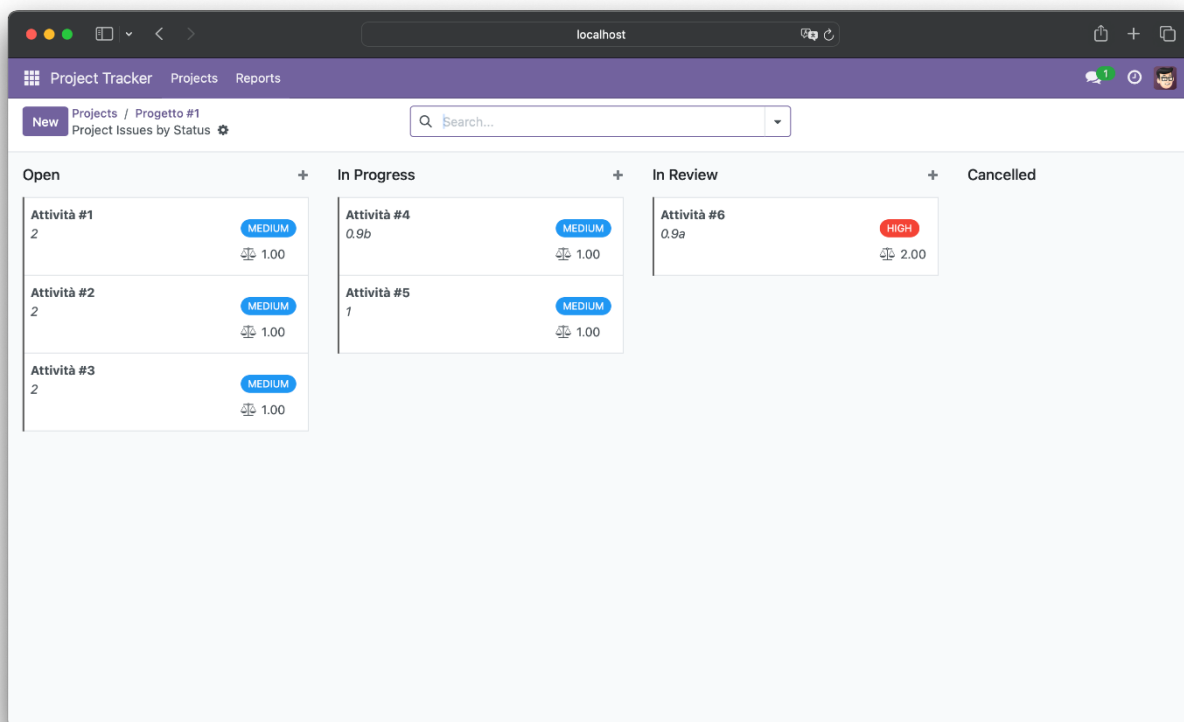 localhost
Project Tracker Projects Reports 1
New Projects / Progetto #1
Project Issues by Status
Search...
Open + In Progress + In Review + Cancelled
Attività #1
2
MEDIUM
1.00
Attività #2
2
MEDIUM
1.00
Attività #3
2
MEDIUM
1.00
Attività #4
0.9b
MEDIUM
1.00
Attività #5
1
MEDIUM
1.00
Attività #6
0.9a
HIGH
2.00